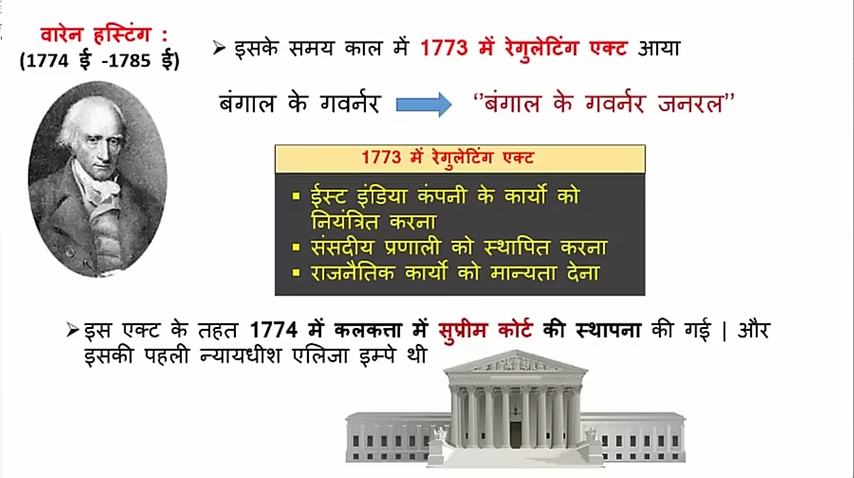 वारेन हस्टिंग :
(1774 ई -1785 ई)
➢ इसके समय काल में 1773 में रेगुलेटिंग एक्ट आया
बंगाल के गवर्नर ‘‘बंगाल के गवर्नर जनरल’’
1773 में रेगुलेटिंग एक्ट
▪ ईस्ट इंडिया कंपनी के कार्यो को
नियंत्रित करना
▪ संसदीय प्रणाली को स्थापित करना
▪ राजनैतिक कार्यो को मान्यता देना
➢ इस एक्ट के तहत 1774 में कलकत्ता में सुप्रीम कोर्ट की स्थापना की गई | और
इसकी पहली न्यायधीश एलिजा इम्पे थी